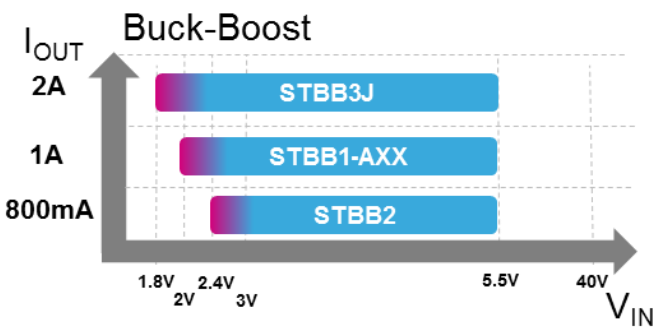 Buck-Boost
IOUT
2A
STBB3J
1A
STBB1-AXX
800mA
STBB2
1.8V
2V
2.4V
3V
5.5V
40V
VIN